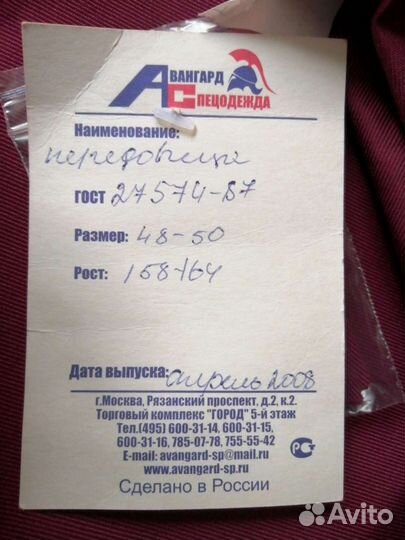 АВАНГАРД
СПЕЦОДЕЖДА
Наименование:
передовица
ГОСТ 27574-87
Размер: 48-50
Рост: 158-164
Дата выпуска: апрель 2008
г.Москва, Рязанский проспект, д.2, к.2.
Торговый комплекс "ГОРОД" 5-й этаж
Тел.(495) 600-31-14, 600-31-15,
600-31-16, 785-07-78, 755-55-42
E-mail: avangard-sp@mail.ru
www.avangard-sp.ru
Сделано в России
Avito